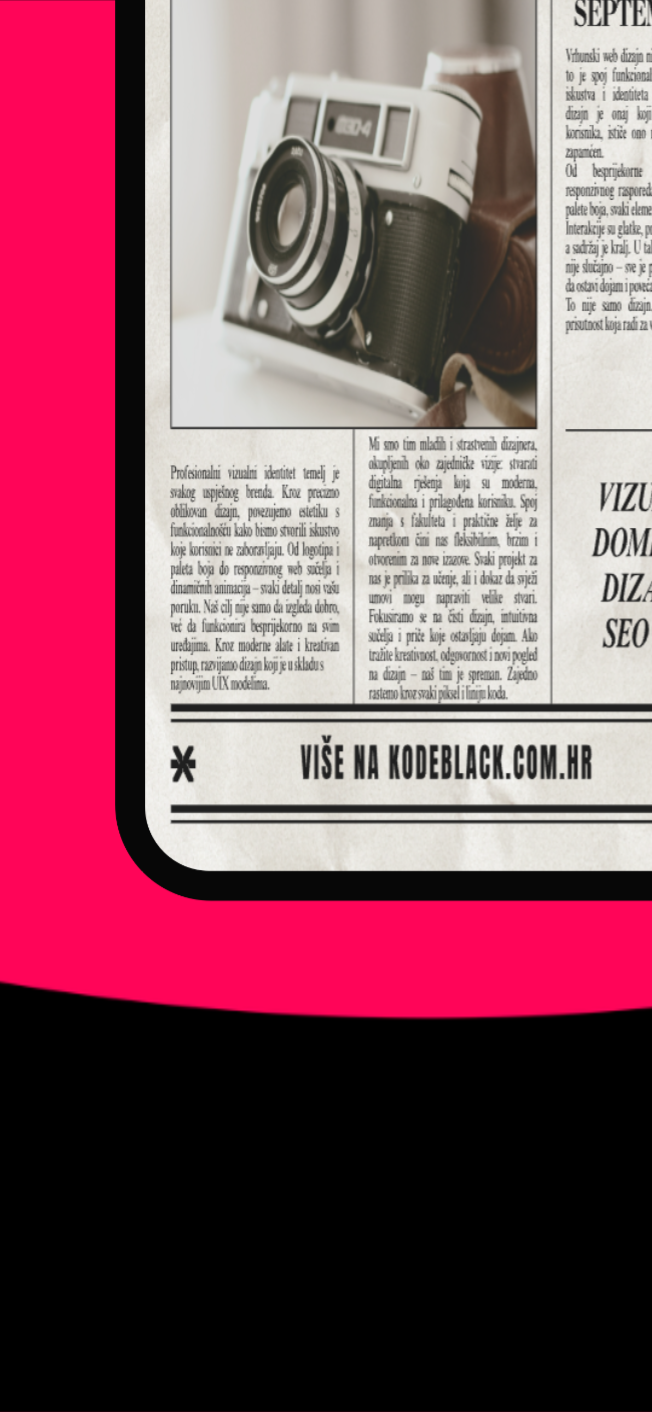 FED-4
Profesionalni vizualni identitet temelj je
svakog uspješnog brenda. Kroz precizno
oblikovan dizajn, povezujemo estetiku s
funkcionalnošću kako bismo stvorili iskustvo
koje korisnici ne zaboravljaju. Od logotipa i
paleta boja do responzivnog web sučelja i
dinamičnih animacija – svaki detalj nosi vašu
poruku. Naš cilj nije samo da izgleda dobro,
već da funkcionira besprijekorno na svim
uređajima. Kroz moderne alate i kreativan
pristup, razvijamo dizajn koji je u skladu s
najnovijim UIX modelima.
Mi smo tim mladih i strastvenih dizajnera,
okupljenih oko zajedničke vizije: stvarati
digitalna rješenja koja su moderna,
funkcionalna i prilagođena korisniku. Spoj
znanja s fakulteta i praktične želje za
napretkom čini nas fleksibilnim, brzim i
otvorenim za nove izazove. Svaki projekt za
nas je prilika za učenje, ali i dokaz da svježi
umovi mogu napraviti velike stvari.
Fokusiramo se na čisti dizajn, intuitivna
sučelja i priče koje ostavljaju dojam. Ako
tražite kreativnost, odgovornost i novi pogled
na dizajn – naš tim je spreman. Zajedno
rastemo kroz svaki piksel i liniju koda.
SEPTEM
Vrhunski web dizajn ni
to je spoj funkcional
iskustva i identiteta
dizajn je onaj koji
korisnika, ističe ono
zapamćen.
Od besprijekorne
responzivnog raspored
palete boja, svaki eleme
Interakcije su glatke,
a sadržaj je kralj. U
nije slučajno – sve je
da ostavi dojam i poveća
To nije samo dizajn.
prisutnost koja radi za
VIZU
DOM
DIZA
SEO
VIŠE NA KODEBLACK.COM.HR